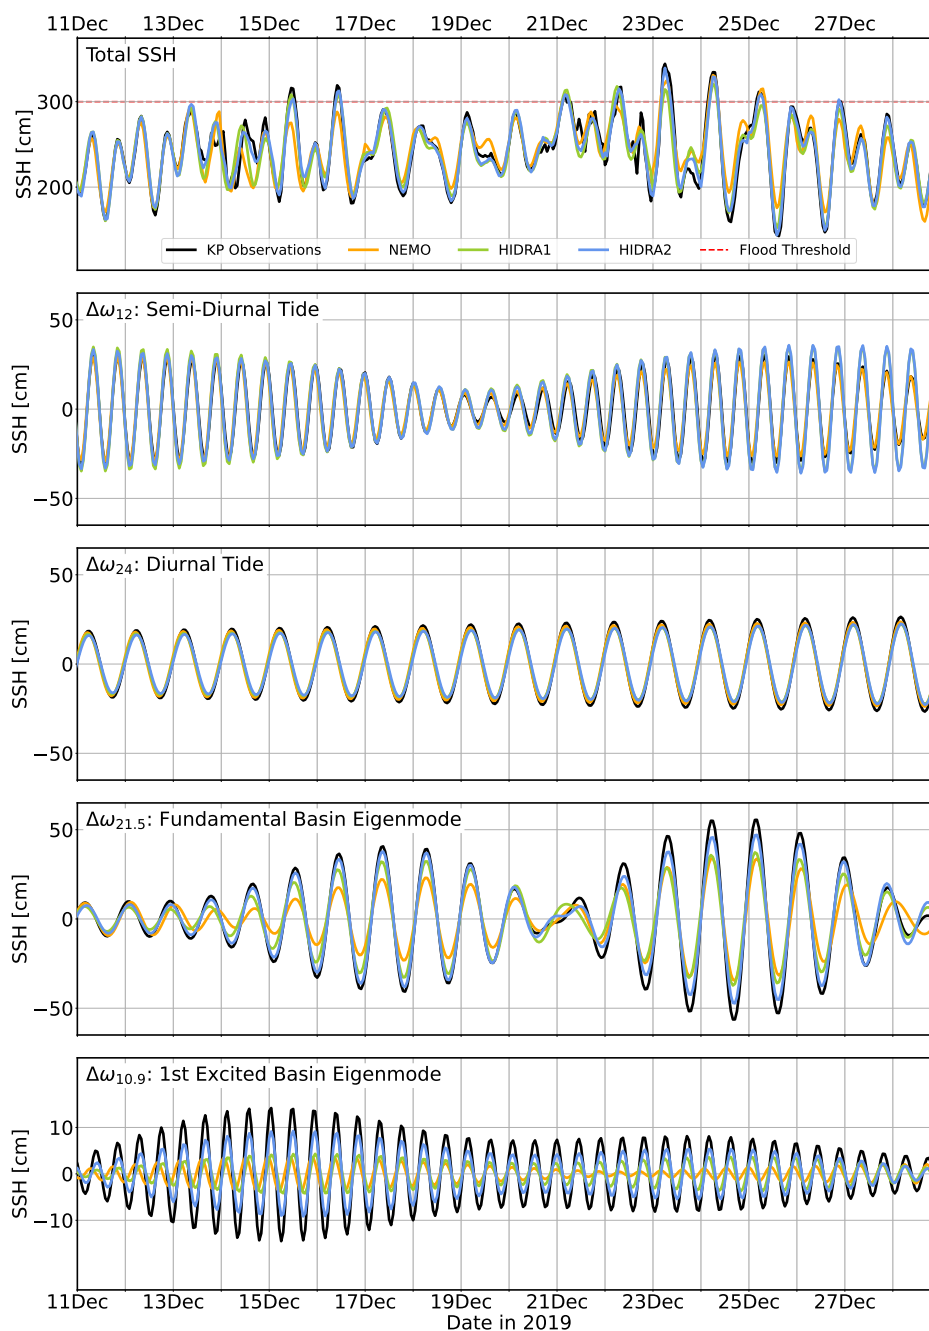 11Dec 13Dec 15Dec 17Dec 19Dec 21Dec 23Dec 25Dec 27Dec
Total SSH
300
200
SSH [cm]
KP Observations NEMO HIDRA1 HIDRA2 Flood Threshold
Δω₁₂: Semi-Diurnal Tide
50
0
−50
SSH [cm]
Δω₂₄: Diurnal Tide
50
0
−50
SSH [cm]
Δω₂₁.₅: Fundamental Basin Eigenmode
50
0
−50
SSH [cm]
Δω₁₀.₉: 1st Excited Basin Eigenmode
10
0
−10
SSH [cm]
11Dec 13Dec 15Dec 17Dec 19Dec 21Dec 23Dec 25Dec 27Dec
Date in 2019